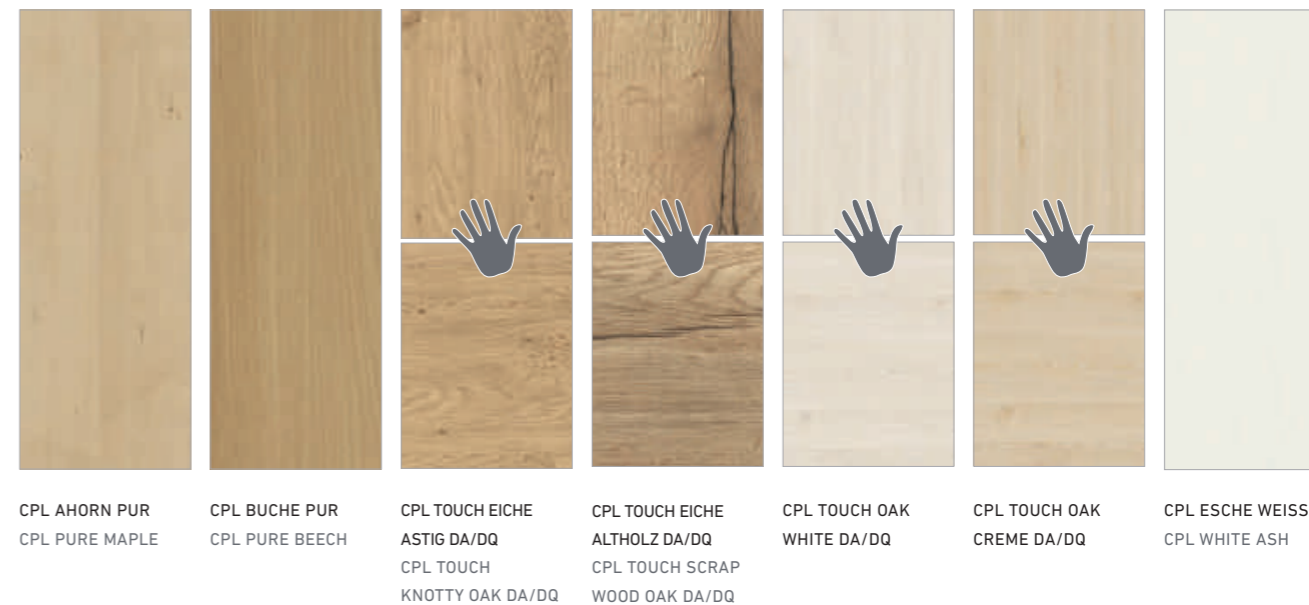 CPL AHORN PUR
CPL PURE MAPLE
CPL BUCHE PUR
CPL PURE BEECH
CPL TOUCH EICHE
ASTIG DA/DQ
CPL TOUCH
KNOTTY OAK DA/DQ
CPL TOUCH EICHE
ALTHOLZ DA/DQ
CPL TOUCH SCRAP
WOOD OAK DA/DQ
CPL TOUCH OAK
WHITE DA/DQ
CPL TOUCH OAK
CREME DA/DQ
CPL ESCHE WEISS
CPL WHITE ASH